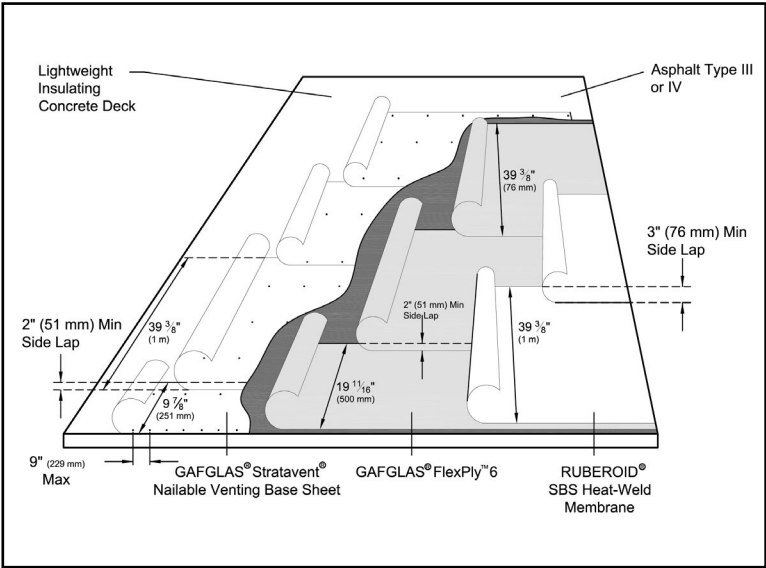 Lightweight
Insulating
Concrete Deck
Asphalt Type III
or IV
39 ⅜"
(76 mm)
3" (76 mm) Min
Side Lap
2" (51 mm) Min
Side Lap
39 ⅜"
(1 m)
2" (51 mm) Min
Side Lap
39 ⅜"
(1 m)
19 11⁄16"
(500 mm)
9 ⅞"
(251 mm)
9" (229 mm)
Max
GAFGLAS® Stratavent®
Nailable Venting Base Sheet
GAFGLAS® FlexPly™ 6
RUBEROID®
SBS Heat-Weld
Membrane